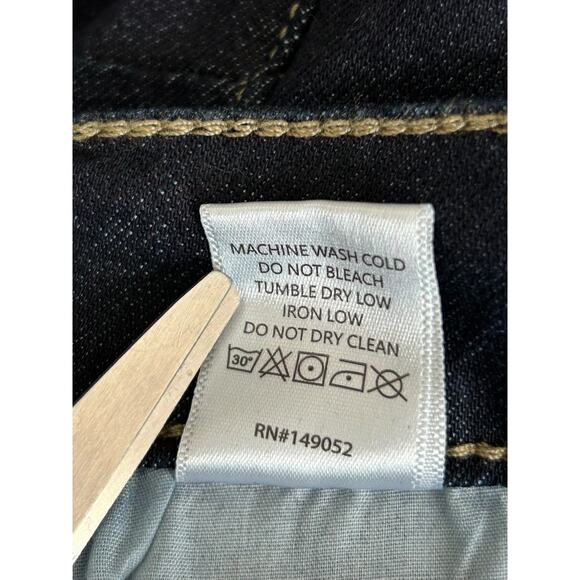 MACHINE WASH COLD
DO NOT BLEACH
TUMBLE DRY LOW
IRON LOW
DO NOT DRY CLEAN
30°
RN#149052